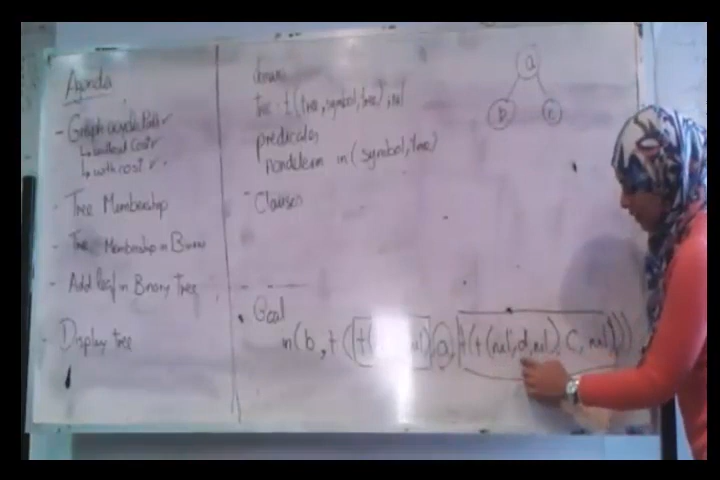 Agenda
- Graph cycle Path ✓
↳ without cost ✓
↳ with cost ✓
- Tree Membership
- Tree Membership in Binary
- Add leaf in Binary Tree
- Display tree
domains
tree = t(tree, symbol, tree), nil
predicates
nondeterm in(symbol, tree)
- Clauses
Goal
in(b, t(t( nil), a, t(t(nil, d, nil), C, nil)))
a
b
c